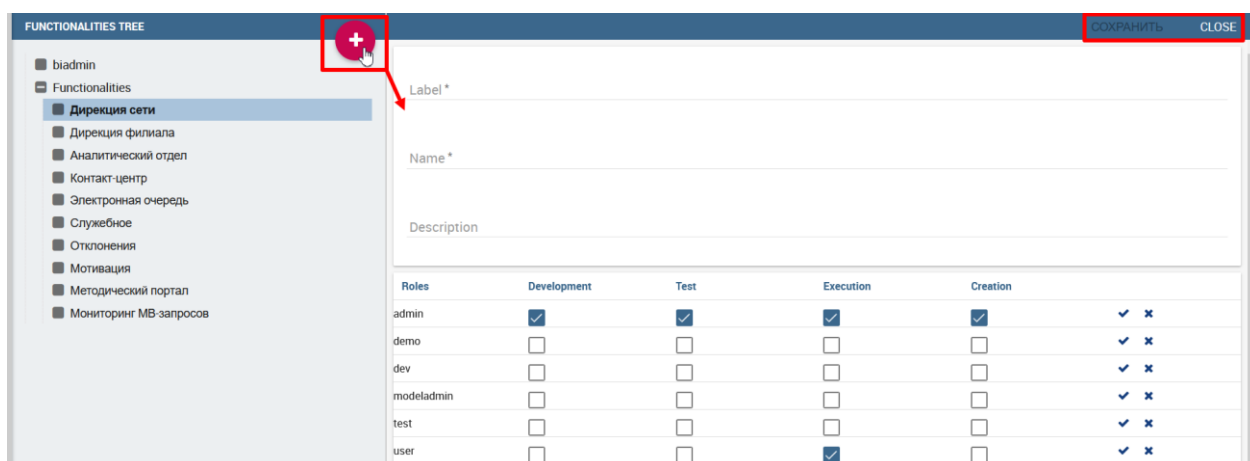 FUNCTIONALITIES TREE
СОХРАНИТЬ CLOSE
biadmin
Functionalities
Дирекция сети
Дирекция филиала
Аналитический отдел
Контакт-центр
Электронная очередь
Служебное
Отклонения
Мотивация
Методический портал
Мониторинг МВ-запросов
Label *
Name *
Description
Roles Development Test Execution Creation
admin
demo
dev
modeladmin
test
user